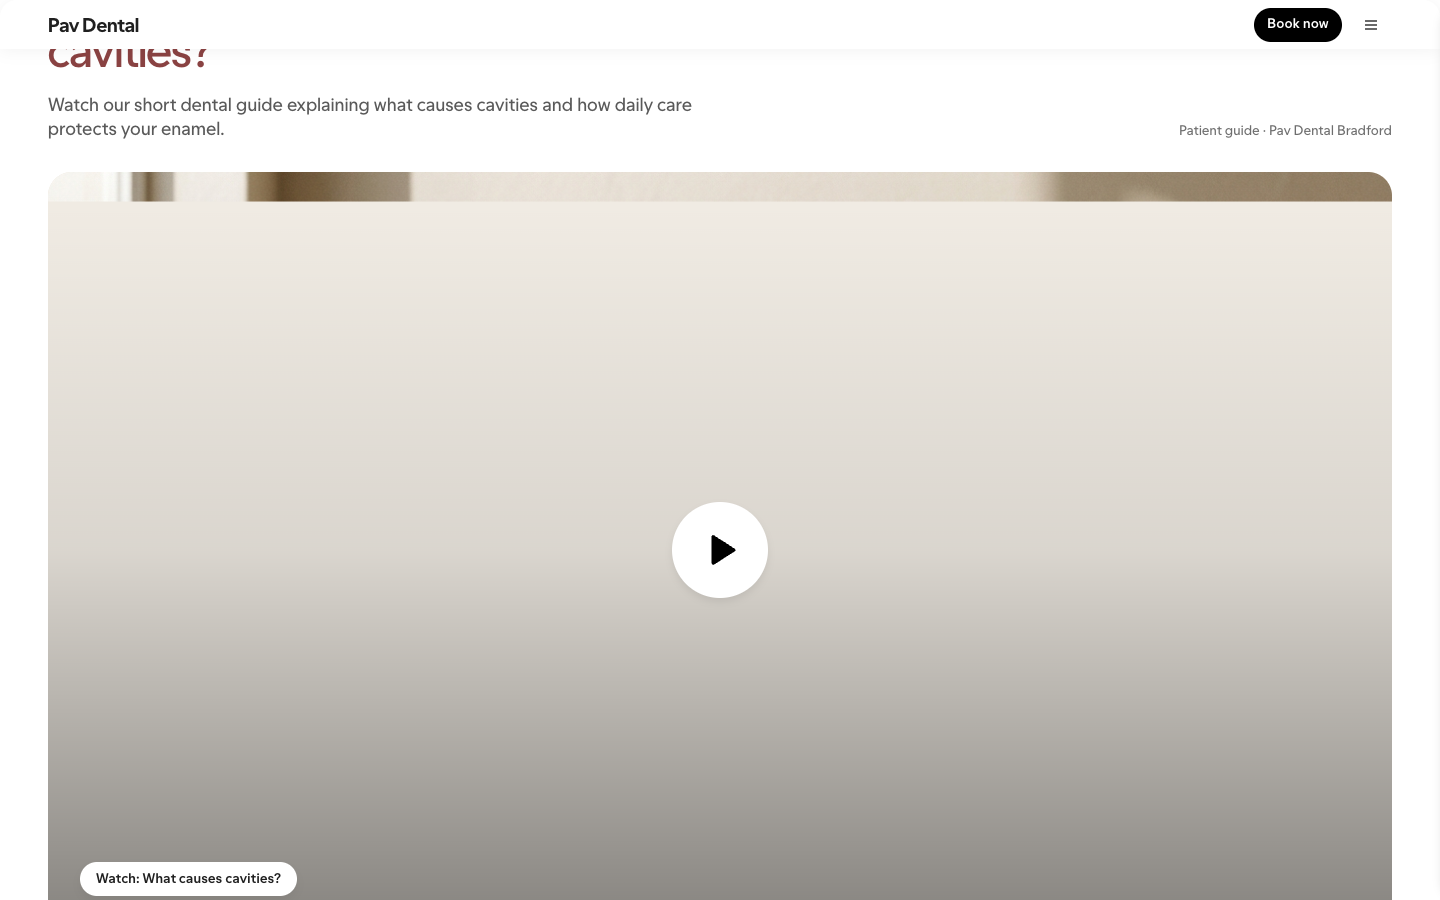 Pav Dental
Book now
cavities?
Watch our short dental guide explaining what causes cavities and how daily care
protects your enamel.
Patient guide · Pav Dental Bradford
Watch: What causes cavities?